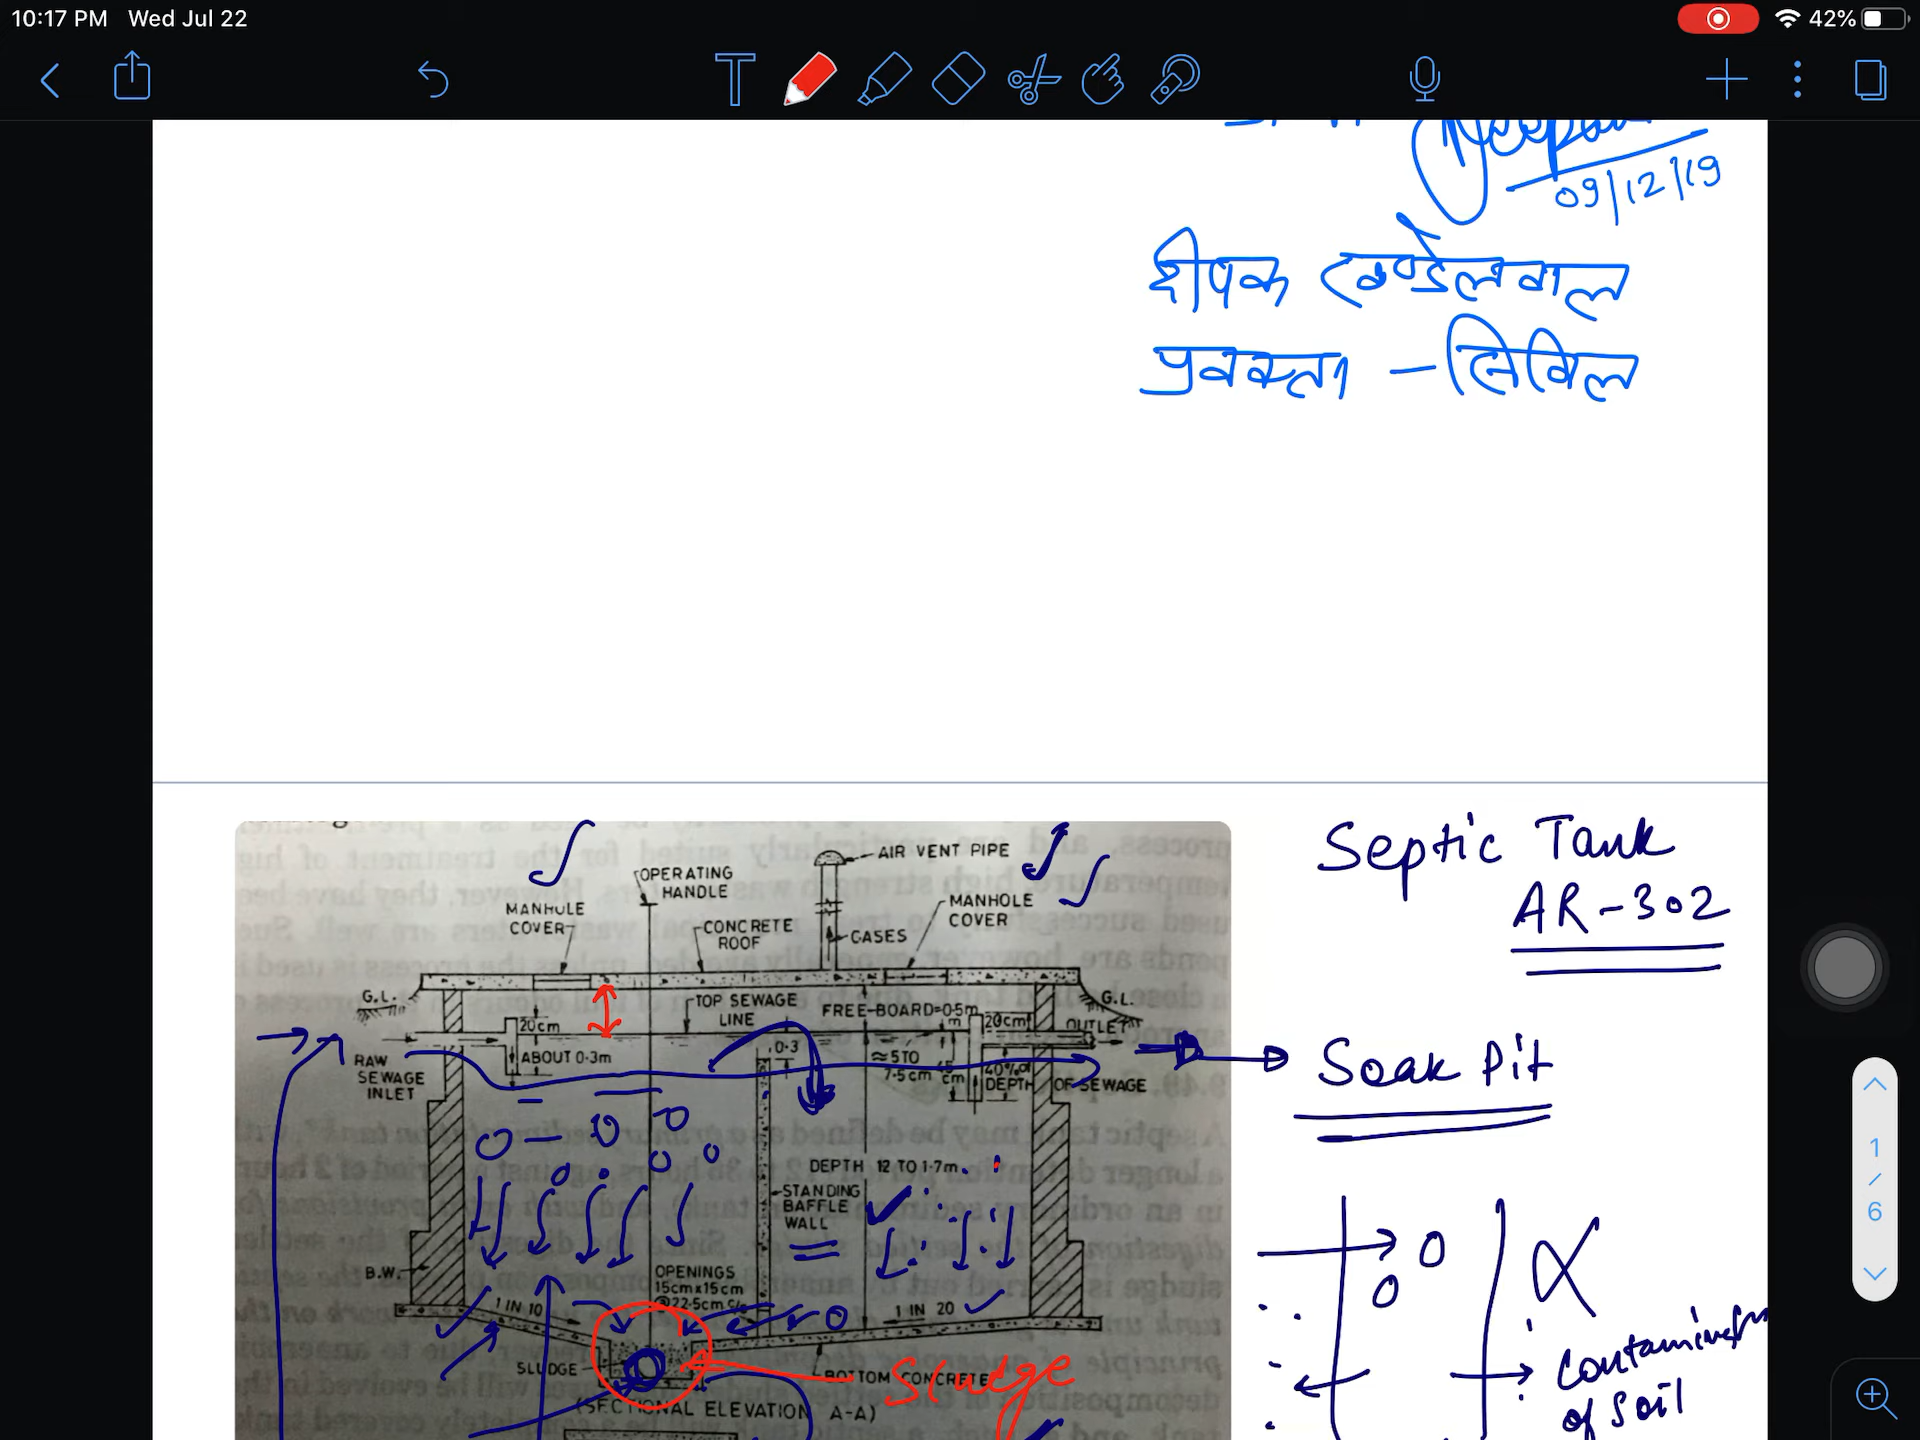 10:17 PM Wed Jul 22
42%
09/12/19
दीपक खण्डेलवाल
प्रवक्ता - सिविल
Septic Tank
AR-302
AIR VENT PIPE
OPERATING
HANDLE
MANHOLE
COVER
MANHOLE
COVER
CONCRETE
ROOF
GASES
G.L.
TOP SEWAGE
LINE
FREE-BOARD=0.5m
20cm
20cm
G.L.
OUTLET
ABOUT 0.3m
0.3
≈5 TO
7.5cm
40% OF
DEPTH OF SEWAGE
RAW
SEWAGE
INLET
Soak Pit
DEPTH 12 TO 1.7m.
STANDING
BAFFLE
WALL
B.W.
OPENINGS
15cm x 15cm
@ 22.5cm c/c
1 IN 10
1 IN 20
SLUDGE
Sludge
BOTTOM CONCRETE
(SECTIONAL ELEVATION A-A)
of soil
1
/
6